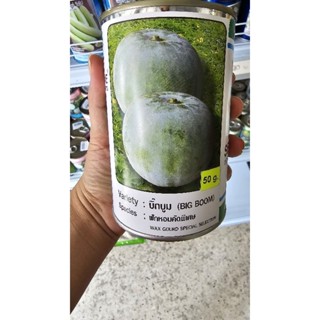 50 g.
Variety : บิ๊กบูม (BIG BOOM)
Species : ฟักหอมคัดพิเศษ
WAX GOURD SPECIAL SELECTION